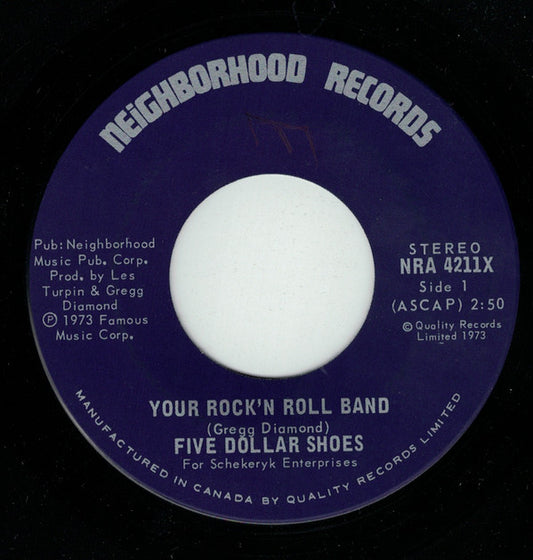 NEiGHBORHOOD RECORDS
Pub: Neighborhood
Music Pub. Corp.
Prod. by Les
Turpin & Gregg
Diamond
Ⓟ 1973 Famous
Music Corp.
STEREO
NRA 4211X
Side 1
(ASCAP) 2:50
© Quality Records
Limited 1973
YOUR ROCK'N ROLL BAND
(Gregg Diamond)
FIVE DOLLAR SHOES
For Schekeryk Enterprises
MANUFACTURED IN CANADA BY QUALITY RECORDS LIMITED